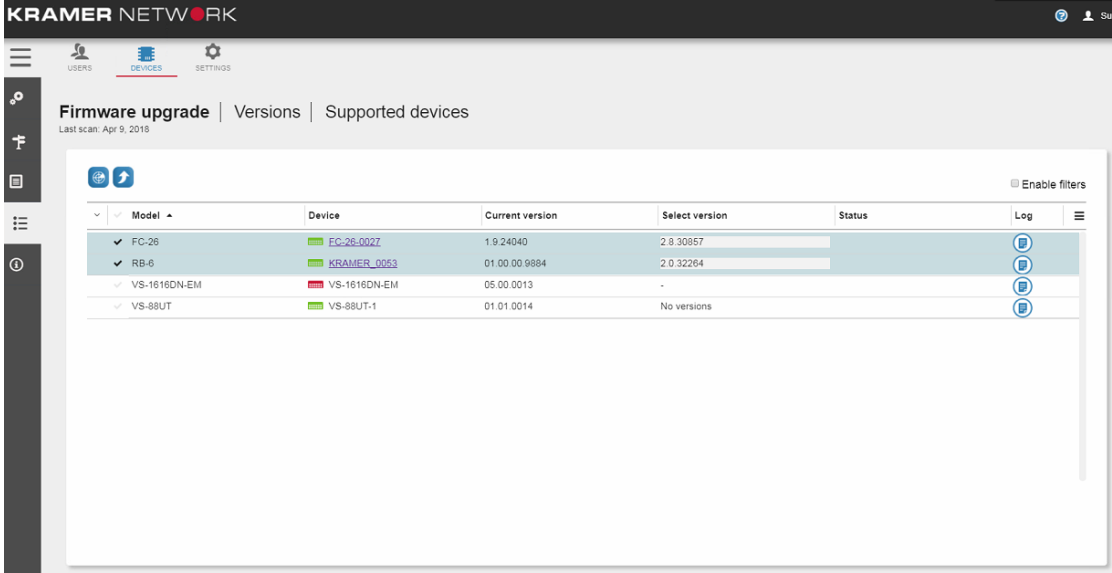 KRAMER NETWORK
Su
USERS DEVICES SETTINGS
Firmware upgrade | Versions | Supported devices
Last scan: Apr 9, 2018
Enable filters
Model Device Current version Select version Status Log
FC-26 FC-26-0027 1.9.24040 2.8.30857
RB-6 KRAMER_0053 01.00.00.9884 2.0.32264
VS-1616DN-EM VS-1616DN-EM 05.00.0013 -
VS-88UT VS-88UT-1 01.01.0014 No versions